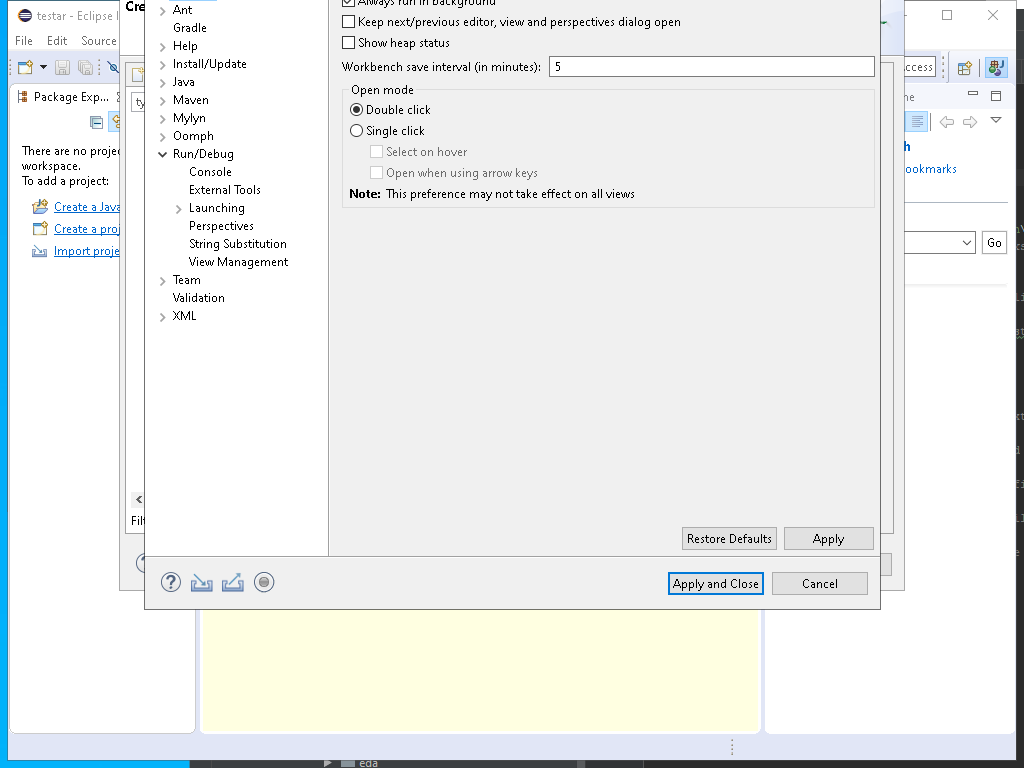 testar - Eclipse I
File Edit Source
Package Exp...
There are no proje
workspace.
To add a project:
Create a Java
Create a proj
Import proje
Cre
ty
Filt
Ant
Gradle
Help
Install/Update
Java
Maven
Mylyn
Oomph
Run/Debug
Console
External Tools
Launching
Perspectives
String Substitution
View Management
Team
Validation
XML
Always run in background
Keep next/previous editor, view and perspectives dialog open
Show heap status
Workbench save interval (in minutes): 5
Open mode
Double click
Single click
Select on hover
Open when using arrow keys
Note: This preference may not take effect on all views
Restore Defaults Apply
Apply and Close Cancel
ccess
ne
h
ookmarks
Go
eda